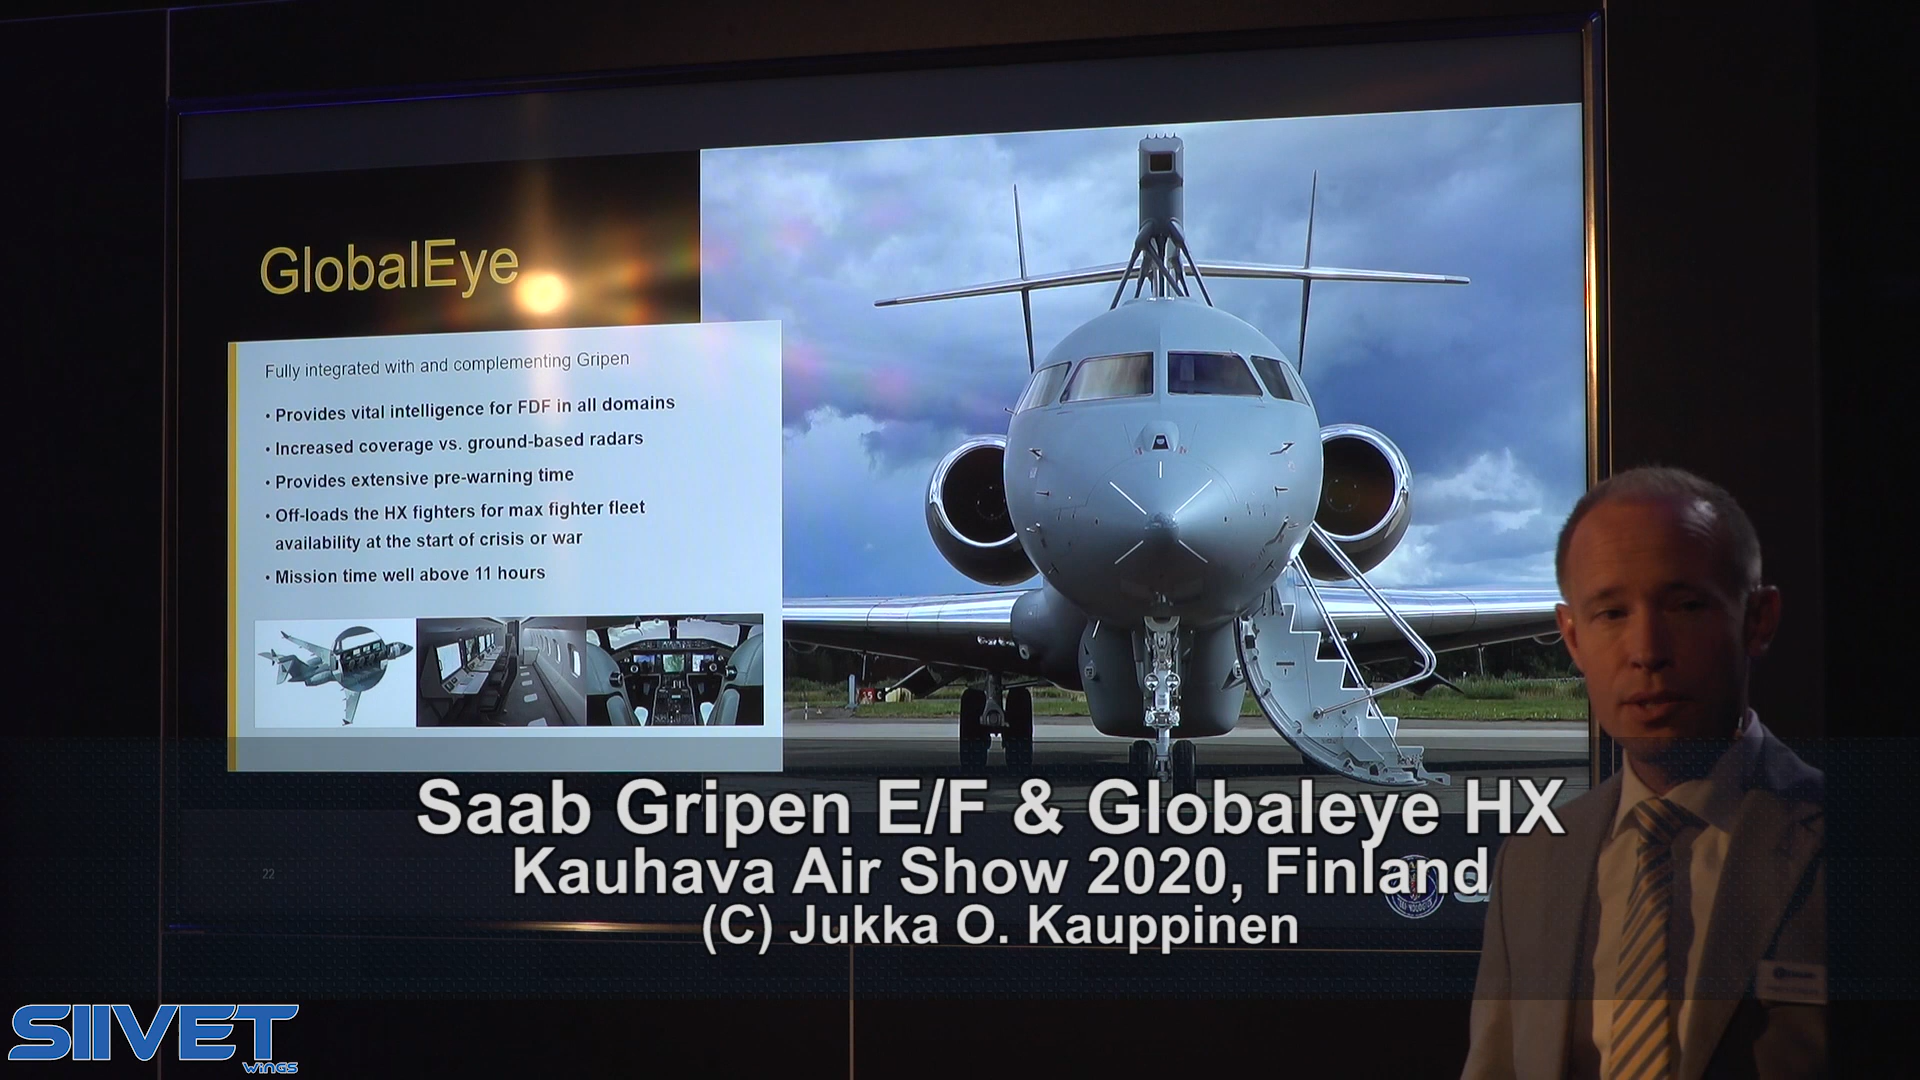 GlobalEye
Fully integrated with and complementing Gripen
• Provides vital intelligence for FDF in all domains
• Increased coverage vs. ground-based radars
• Provides extensive pre-warning time
• Off-loads the HX fighters for max fighter fleet
availability at the start of crisis or war
• Mission time well above 11 hours
Saab Gripen E/F & Globaleye HX
Kauhava Air Show 2020, Finland
(C) Jukka O. Kauppinen
22
SIIVET
WINGS